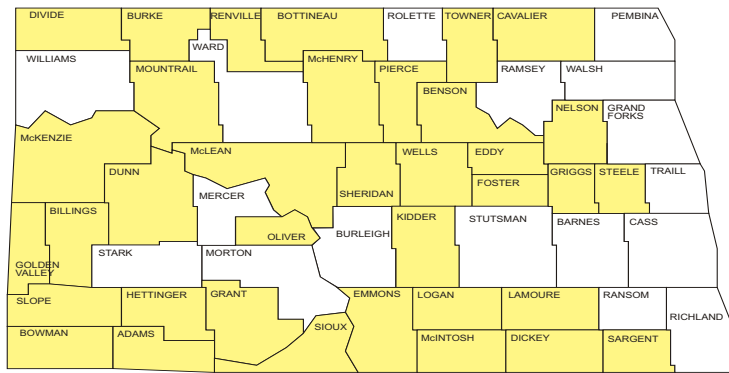 DIVIDE
BURKE
RENVILLE
BOTTINEAU
ROLETTE
TOWNER
CAVALIER
PEMBINA
WARD
WILLIAMS
MOUNTRAIL
McHENRY
PIERCE
RAMSEY
WALSH
BENSON
NELSON
GRAND
FORKS
McKENZIE
McLEAN
WELLS
EDDY
DUNN
SHERIDAN
FOSTER
GRIGGS
STEELE
TRAILL
MERCER
BILLINGS
OLIVER
BURLEIGH
KIDDER
STUTSMAN
BARNES
CASS
STARK
MORTON
GOLDEN
VALLEY
SLOPE
HETTINGER
GRANT
EMMONS
LOGAN
LAMOURE
RANSOM
RICHLAND
BOWMAN
ADAMS
SIOUX
McINTOSH
DICKEY
SARGENT